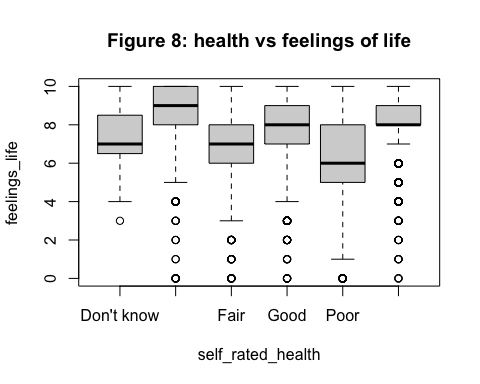 Figure 8: health vs feelings of life
feelings_life
10
8
6
4
2
0
Don't know Fair Good Poor
self_rated_health